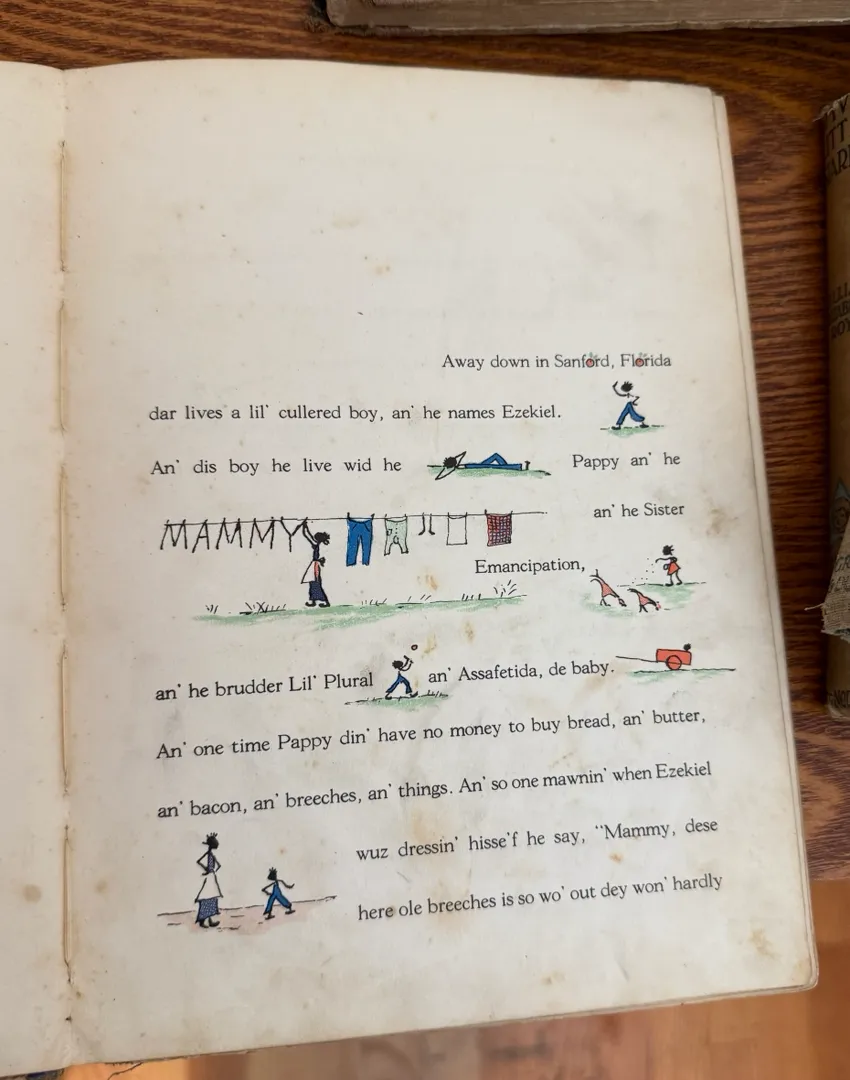 Away down in Sanford, Florida
dar lives a lil' cullered boy, an' he names Ezekiel.
An' dis boy he live wid he Pappy an' he
MAMMY an' he Sister
Emancipation,
an' he brudder Lil' Plural an' Assafetida, de baby.
An' one time Pappy din' have no money to buy bread, an' butter,
an' bacon, an' breeches, an' things. An' so one mawnin' when Ezekiel
wuz dressin' hisse'f he say, "Mammy, dese
here ole breeches is so wo' out dey won' hardly